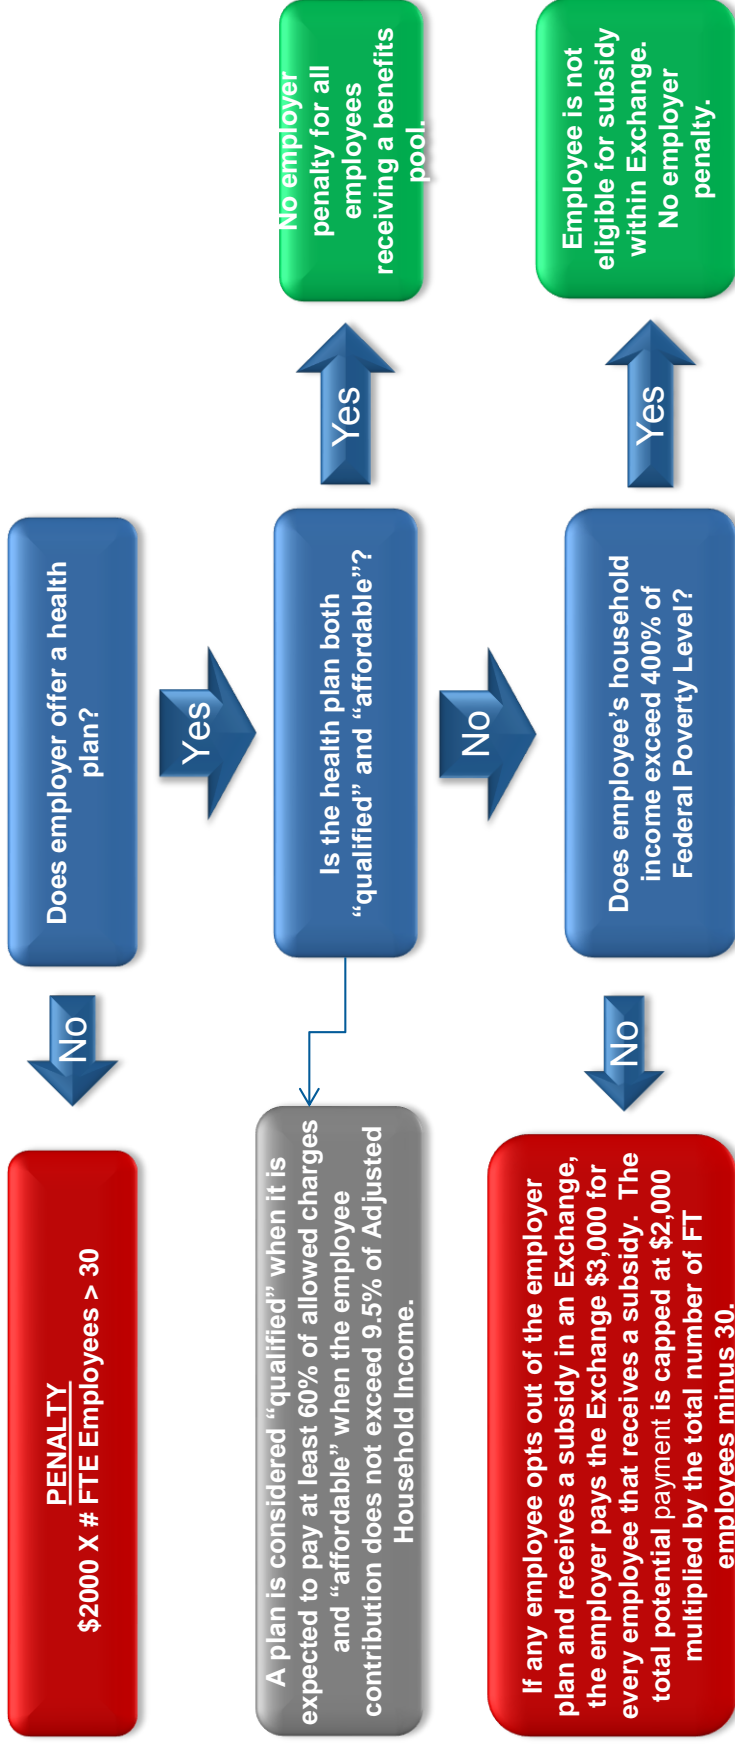 Does employer offer a health
plan?
No
PENALTY
$2000 X # FTE Employees > 30
Yes
Is the health plan both
“qualified” and “affordable”?
Yes
No employer
penalty for all
employees
receiving a benefits
pool.
A plan is considered “qualified” when it is
expected to pay at least 60% of allowed charges
and “affordable” when the employee
contribution does not exceed 9.5% of Adjusted
Household Income.
No
Does employee’s household
income exceed 400% of
Federal Poverty Level?
Yes
Employee is not
eligible for subsidy
within Exchange.
No employer
penalty.
No
If any employee opts out of the employer
plan and receives a subsidy in an Exchange,
the employer pays the Exchange $3,000 for
every employee that receives a subsidy. The
total potential payment is capped at $2,000
multiplied by the total number of FT
employees minus 30.